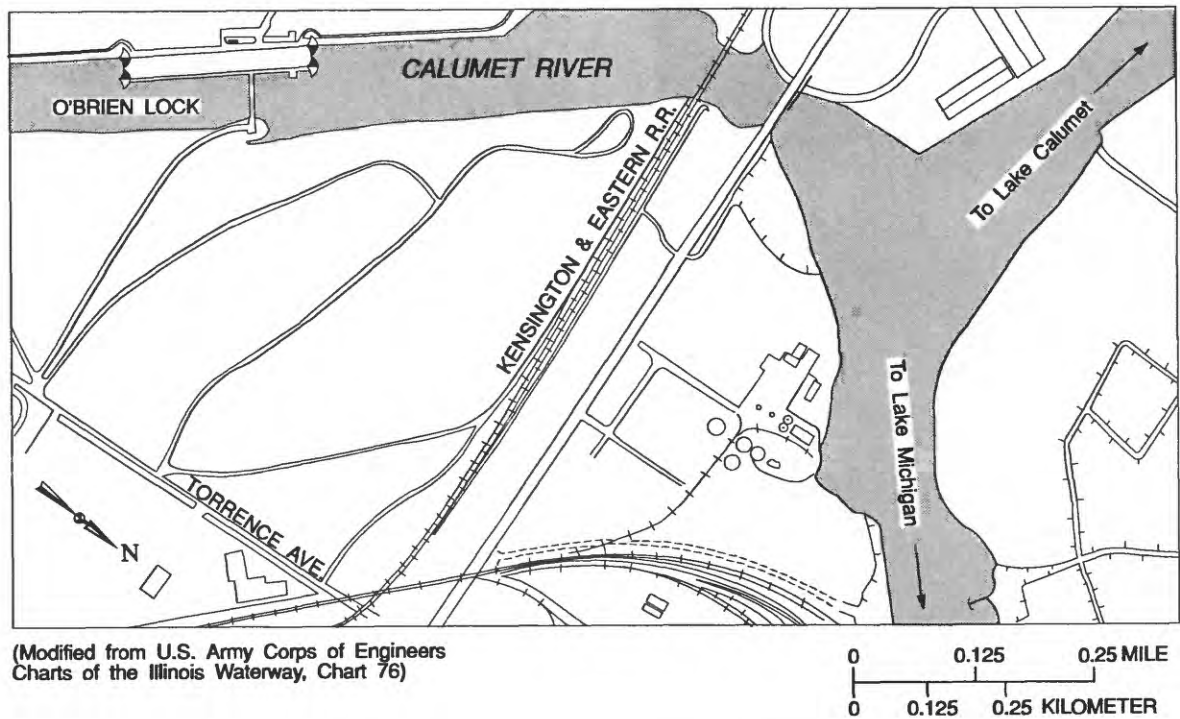 CALUMET RIVER
O'BRIEN LOCK
KENSINGTON & EASTERN R.R.
To Lake Calumet
To Lake Michigan
TORRENCE AVE.
N
(Modified from U.S. Army Corps of Engineers
Charts of the Illinois Waterway, Chart 76)
0 0.125 0.25 MILE
0 0.125 0.25 KILOMETER